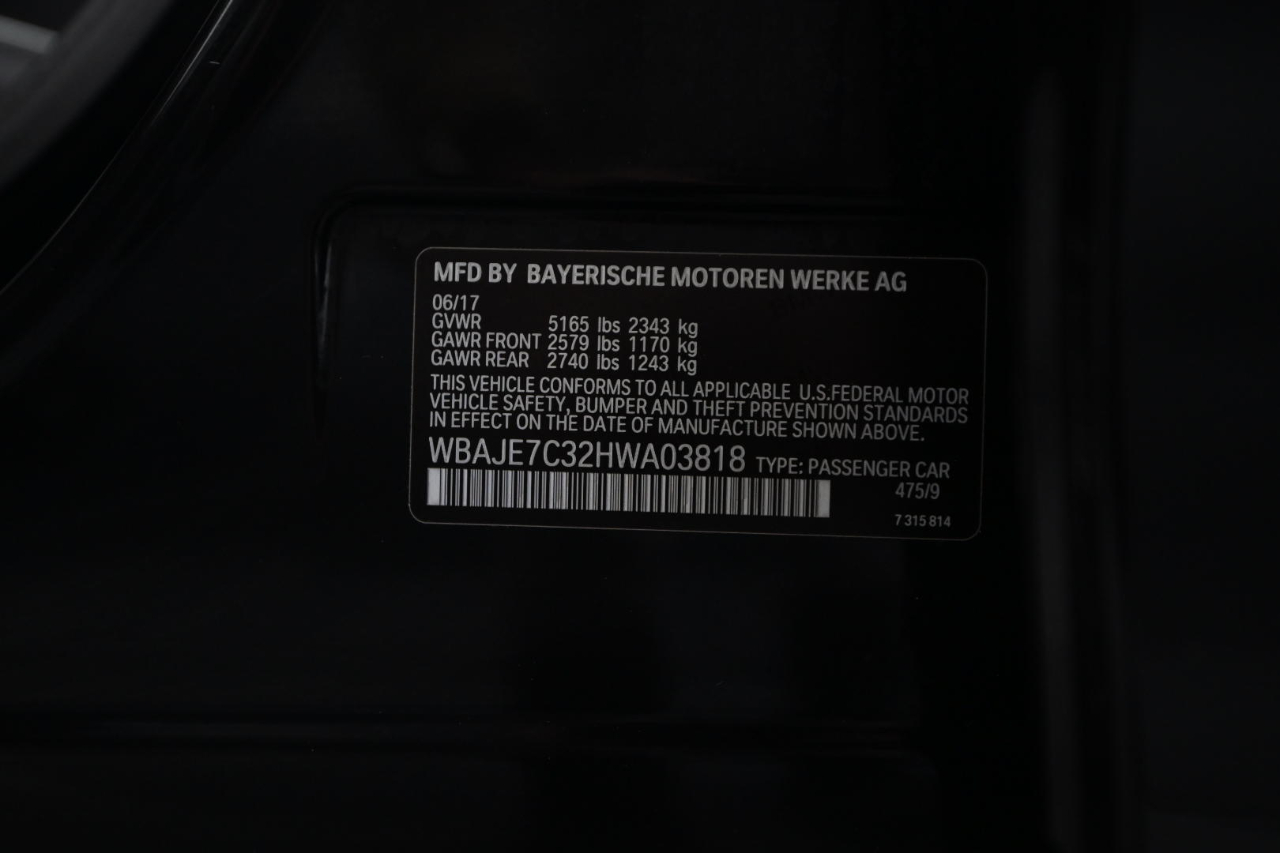 MFD BY BAYERISCHE MOTOREN WERKE AG
06/17
GVWR 5165 lbs 2343 kg
GAWR FRONT 2579 lbs 1170 kg
GAWR REAR 2740 lbs 1243 kg
THIS VEHICLE CONFORMS TO ALL APPLICABLE U.S.FEDERAL MOTOR
VEHICLE SAFETY, BUMPER AND THEFT PREVENTION STANDARDS
IN EFFECT ON THE DATE OF MANUFACTURE SHOWN ABOVE.
WBAJE7C32HWA03818 TYPE: PASSENGER CAR
475/9
7 315 814